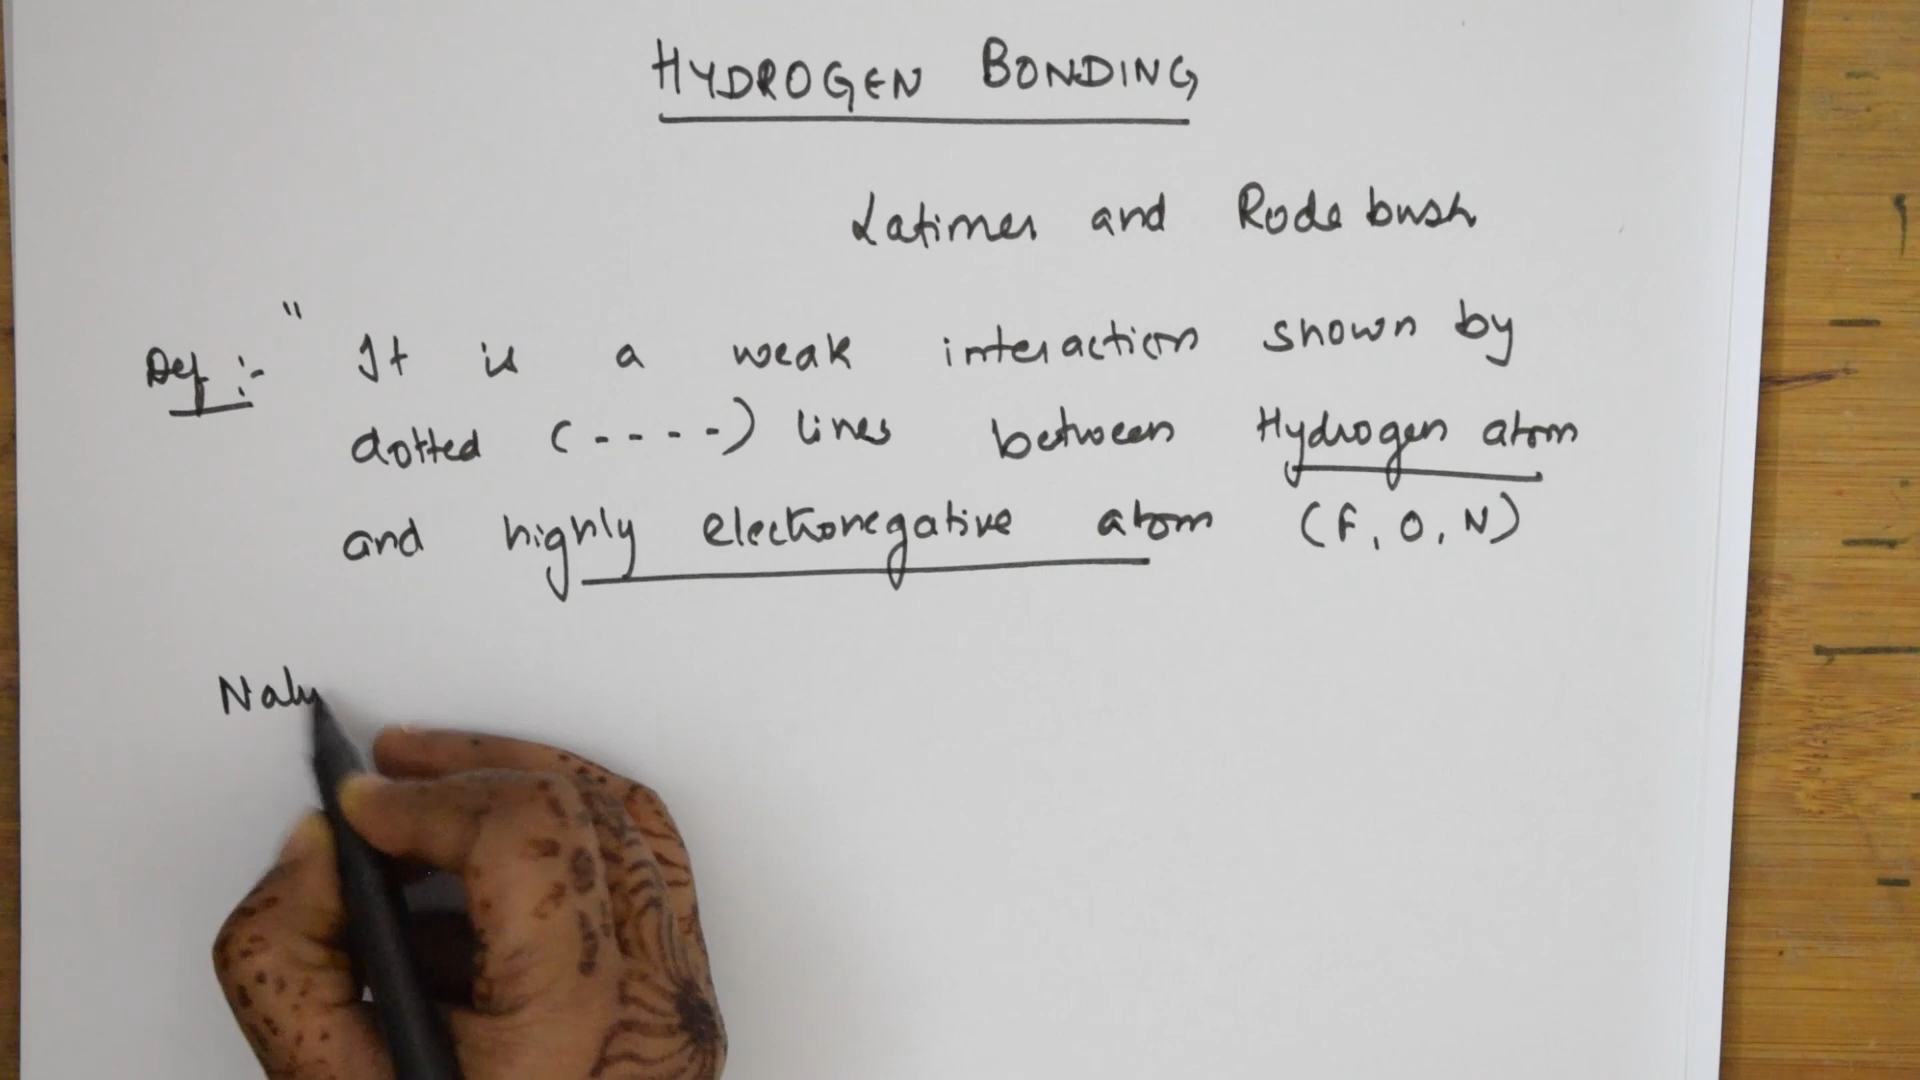 HYDROGEN BONDING
Latimer and Rodebush
Def :- " It is a weak interaction shown by
dotted (----) lines between Hydrogen atom
and highly electronegative atom (F, O, N)
Natu